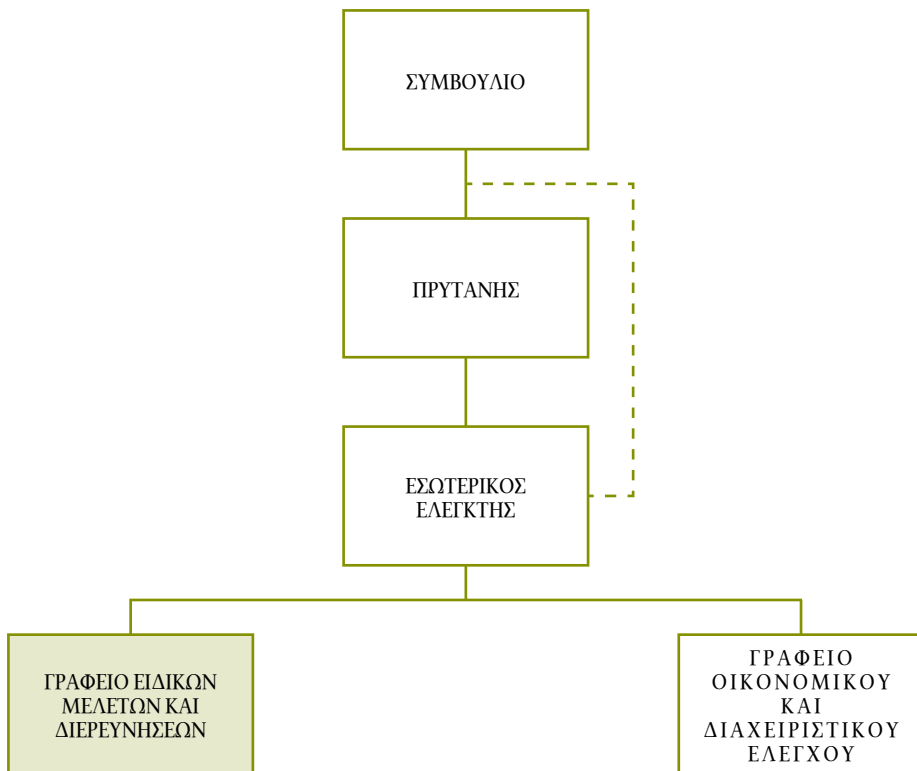 ΣΥΜΒΟΥΛΙΟ
ΠΡΥΤΑΝΗΣ
ΕΣΩΤΕΡΙΚΟΣ
ΕΛΕΓΚΤΗΣ
ΓΡΑΦΕΙΟ ΕΙΔΙΚΩΝ
ΜΕΛΕΤΩΝ ΚΑΙ
ΔΙΕΡΕΥΝΗΣΕΩΝ
ΓΡΑΦΕΙΟ
ΟΙΚΟΝΟΜΙΚΟΥ
ΚΑΙ
ΔΙΑΧΕΙΡΙΣΤΙΚΟΥ
ΕΛΕΓΧΟΥ